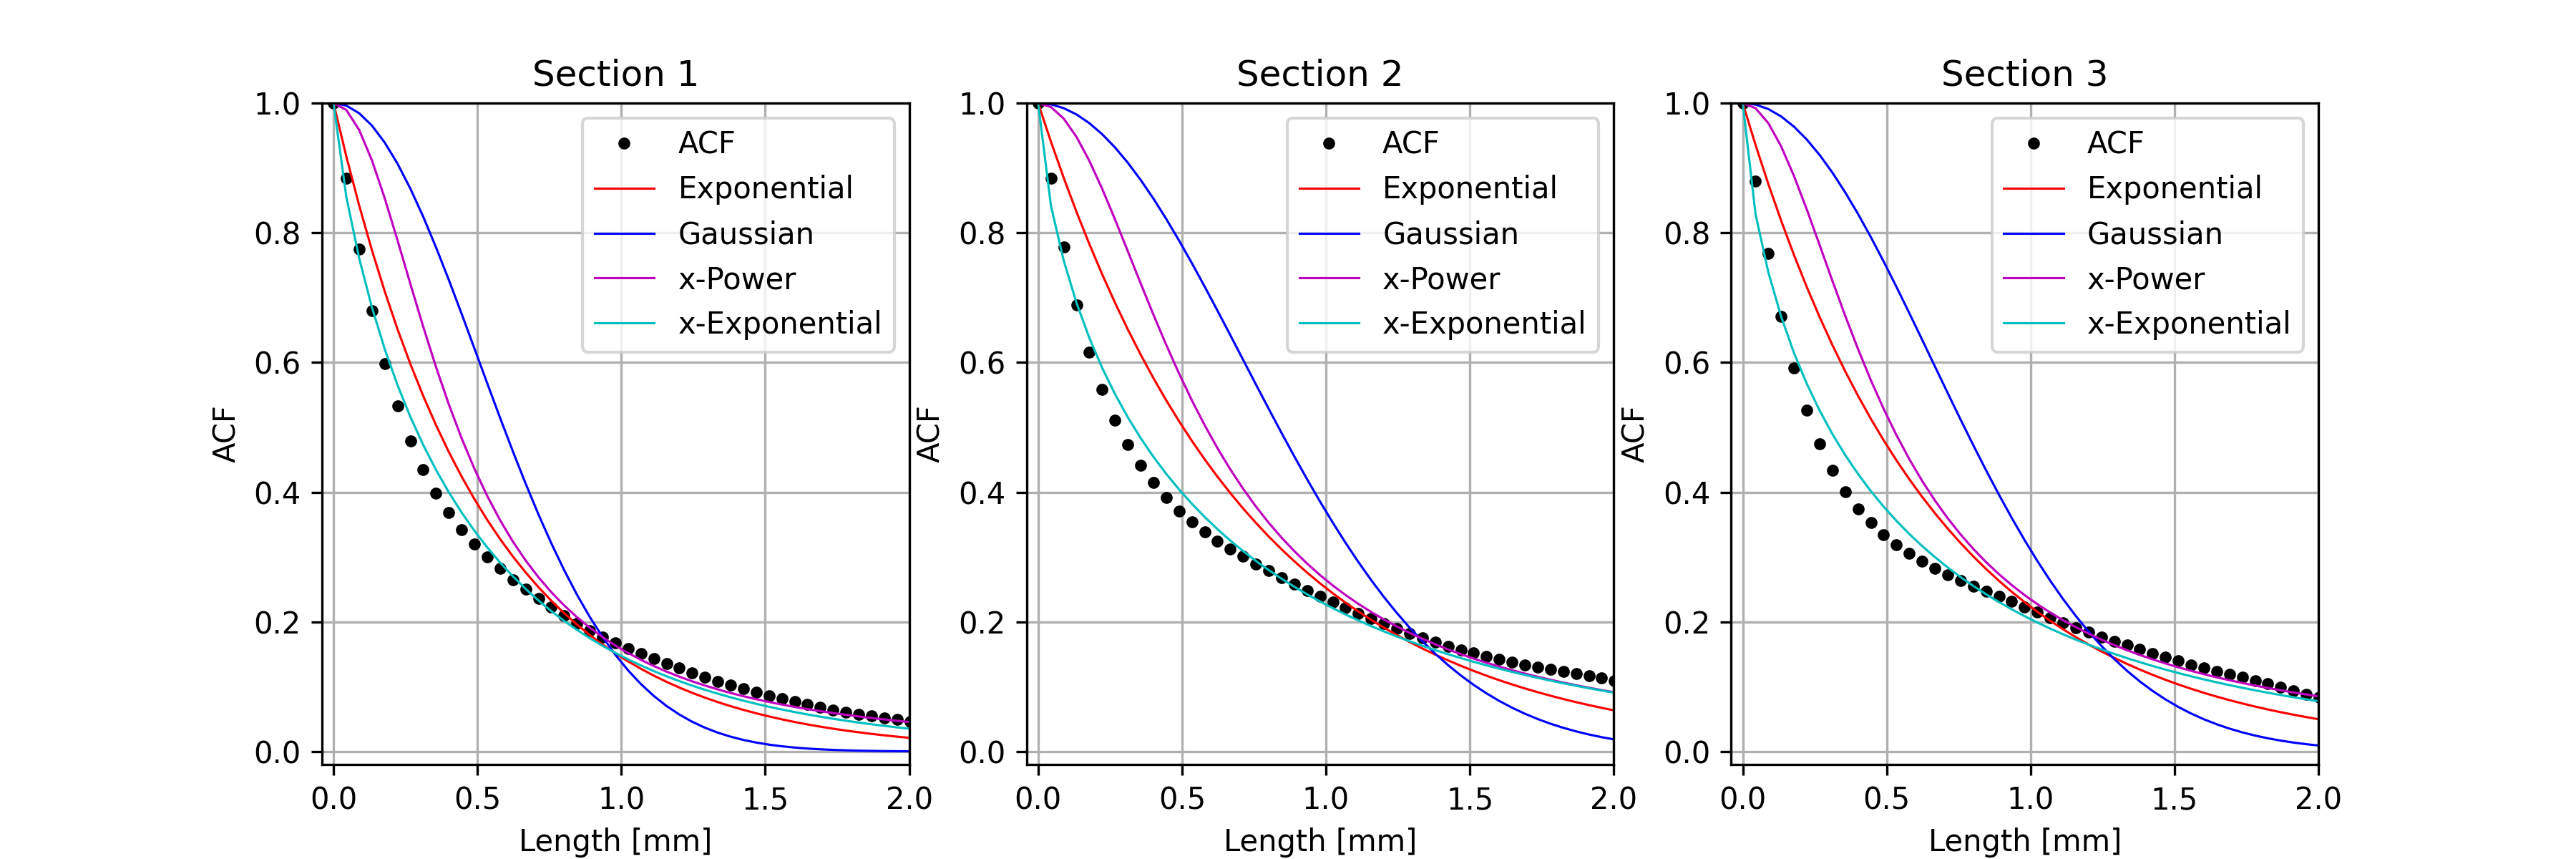 Section 1
1.0
0.8
0.6
0.4
0.2
0.0
ACF
0.0 0.5 1.0 1.5 2.0
Length [mm]
ACF
Exponential
Gaussian
x-Power
x-Exponential
Section 2
1.0
0.8
0.6
0.4
0.2
0.0
ACF
0.0 0.5 1.0 1.5 2.0
Length [mm]
ACF
Exponential
Gaussian
x-Power
x-Exponential
Section 3
1.0
0.8
0.6
0.4
0.2
0.0
ACF
0.0 0.5 1.0 1.5 2.0
Length [mm]
ACF
Exponential
Gaussian
x-Power
x-Exponential